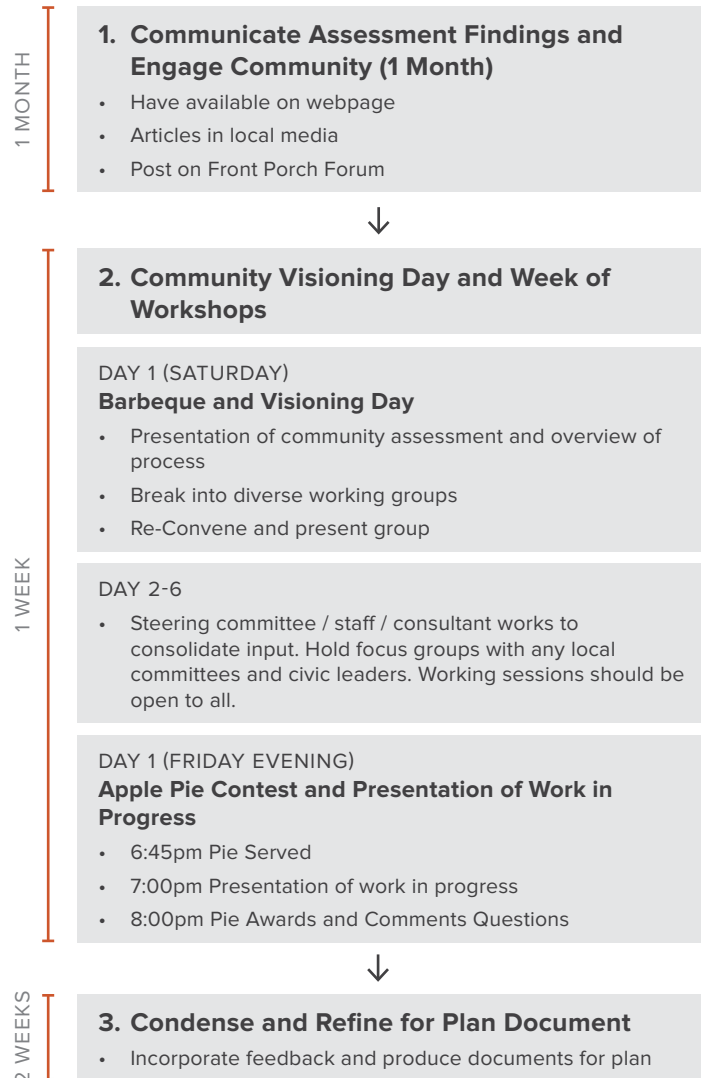 1 MONTH
1. Communicate Assessment Findings and
Engage Community (1 Month)
• Have available on webpage
• Articles in local media
• Post on Front Porch Forum
1 WEEK
2. Community Visioning Day and Week of
Workshops
DAY 1 (SATURDAY)
Barbeque and Visioning Day
• Presentation of community assessment and overview of
process
• Break into diverse working groups
• Re-Convene and present group
DAY 2-6
• Steering committee / staff / consultant works to
consolidate input. Hold focus groups with any local
committees and civic leaders. Working sessions should be
open to all.
DAY 1 (FRIDAY EVENING)
Apple Pie Contest and Presentation of Work in
Progress
• 6:45pm Pie Served
• 7:00pm Presentation of work in progress
• 8:00pm Pie Awards and Comments Questions
2 WEEKS
3. Condense and Refine for Plan Document
• Incorporate feedback and produce documents for plan